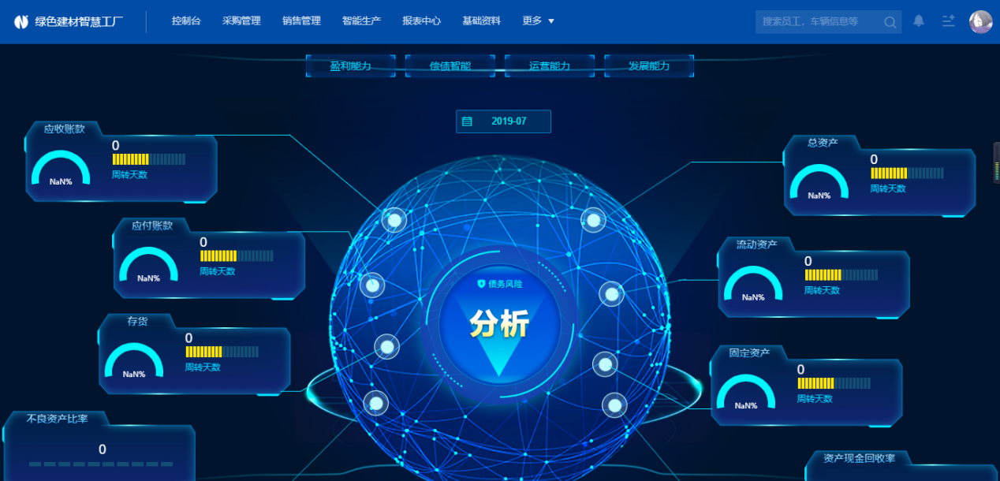 绿色建材智慧工厂 控制台 采购管理 销售管理 智能生产 报表中心 基础资料 更多 搜索员工，车辆信息等
盈利能力 偿债智能 运营能力 发展能力
2019-07
应收账款
0
周转天数
NaN%
总资产
0
周转天数
NaN%
应付账款
0
周转天数
NaN%
流动资产
0
周转天数
NaN%
债务风险
分析
存货
0
周转天数
NaN%
固定资产
0
周转天数
NaN%
不良资产比率
0
资产现金回收率